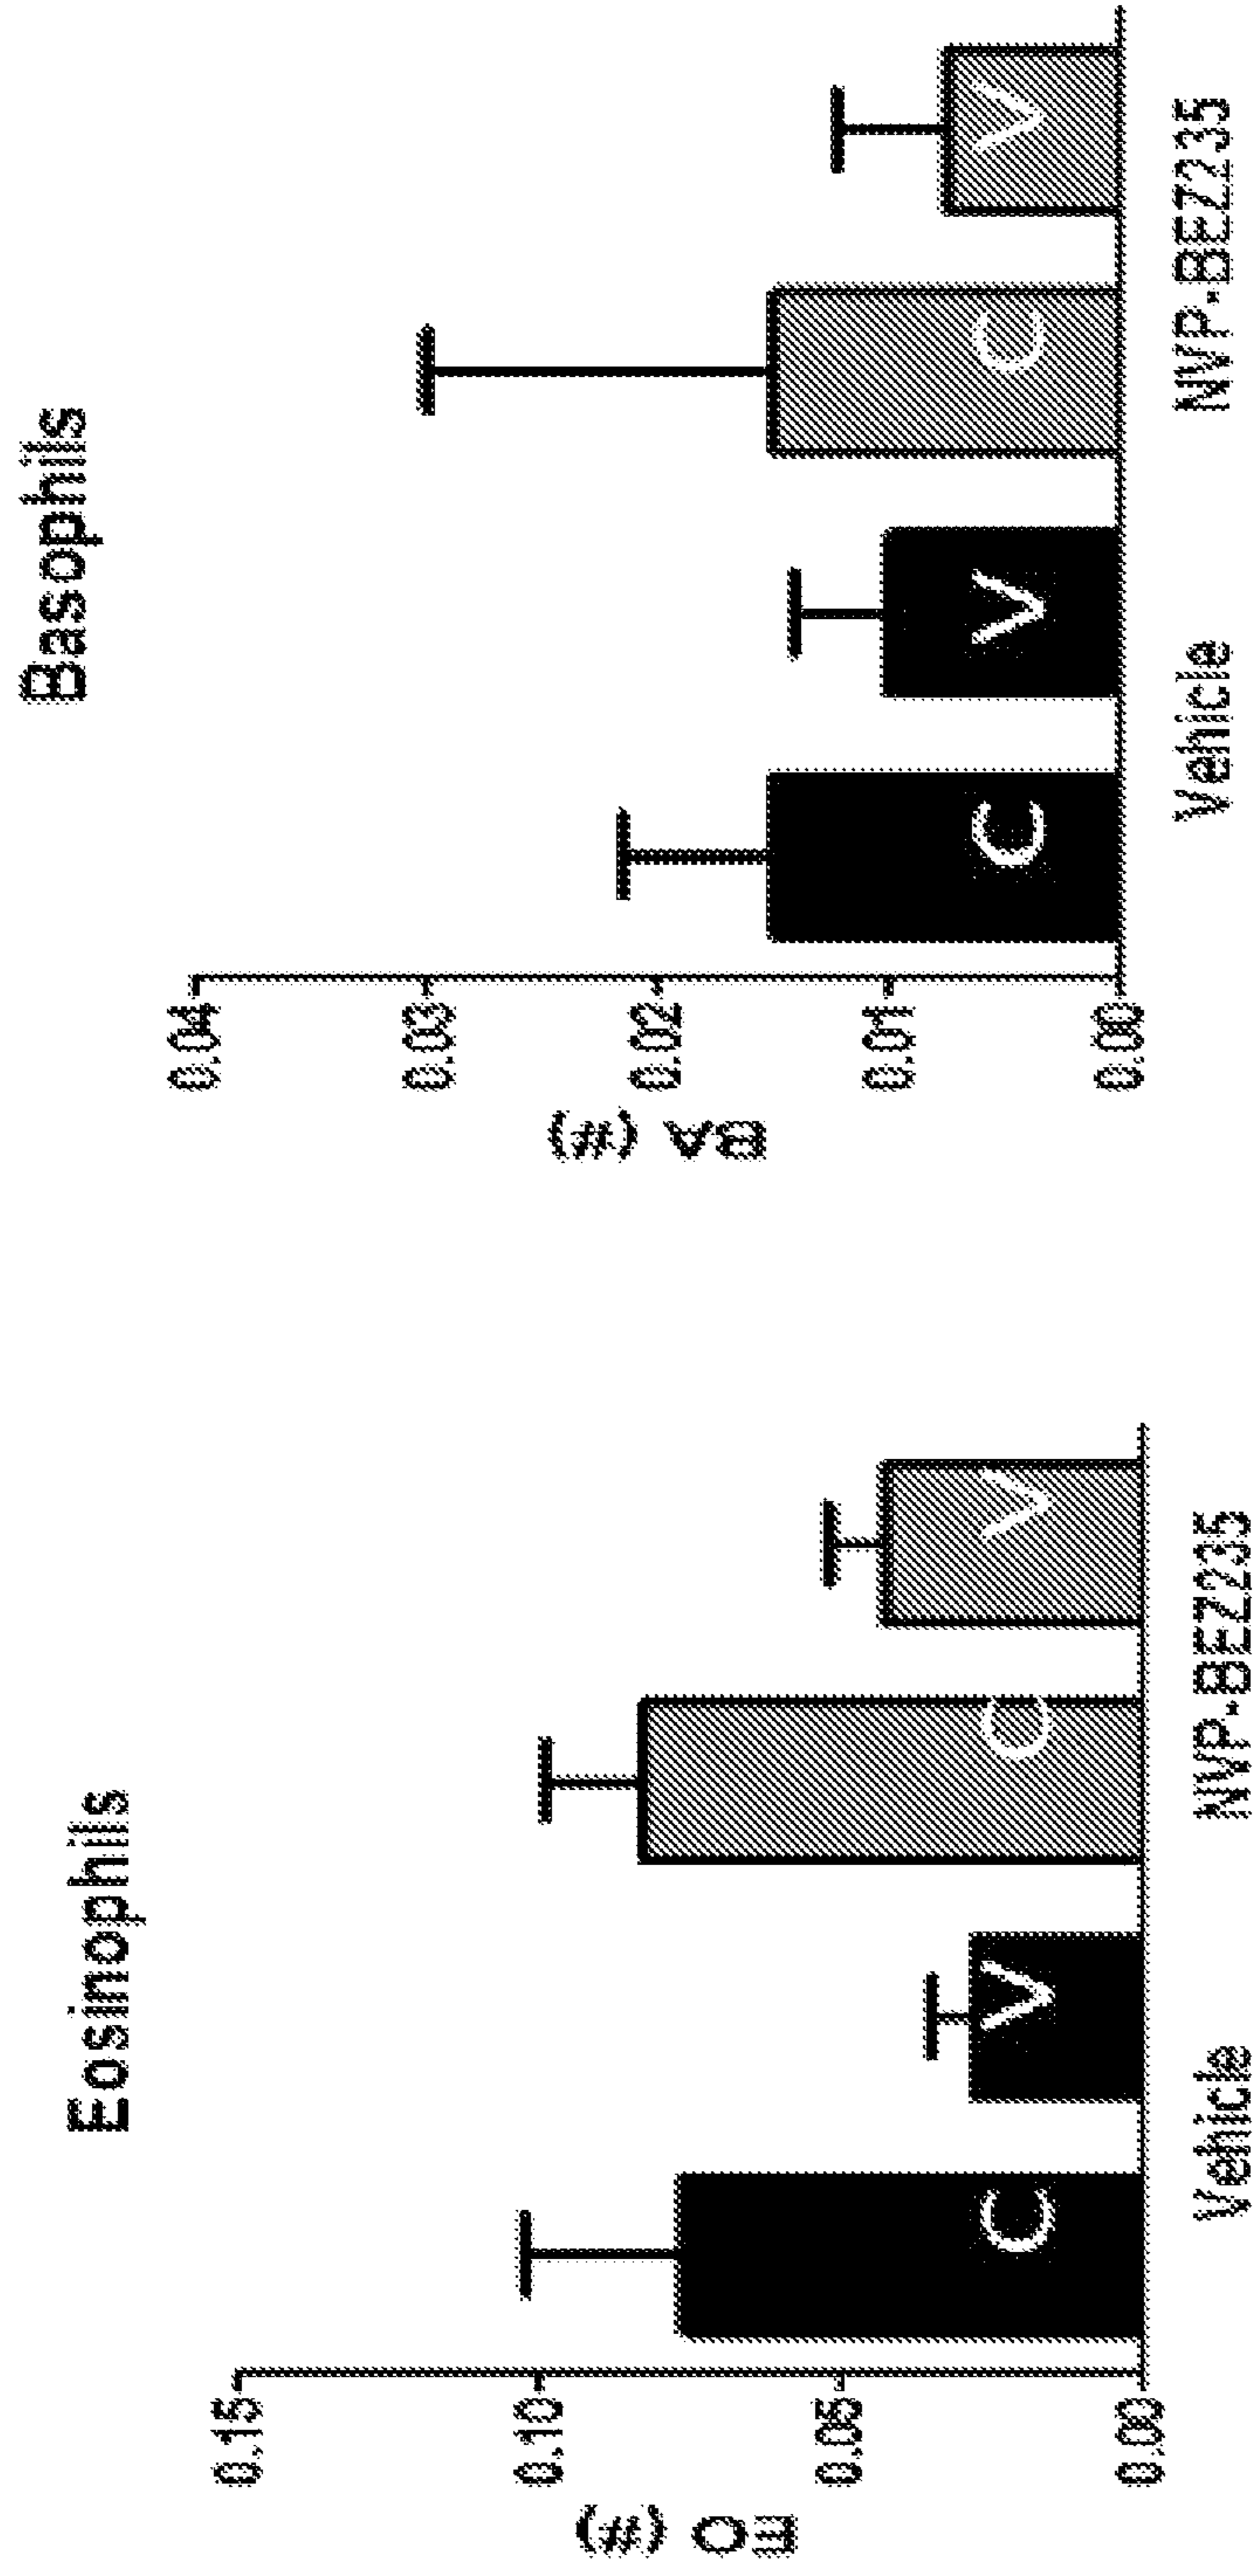 Eosinophils
EO (#)
0.15
0.10
0.05
0.00
C
V
C
V
Vehicle
NVP-BEZ235
Basophils
BA (#)
0.04
0.03
0.02
0.01
0.00
C
V
C
V
Vehicle
NVP-BEZ235